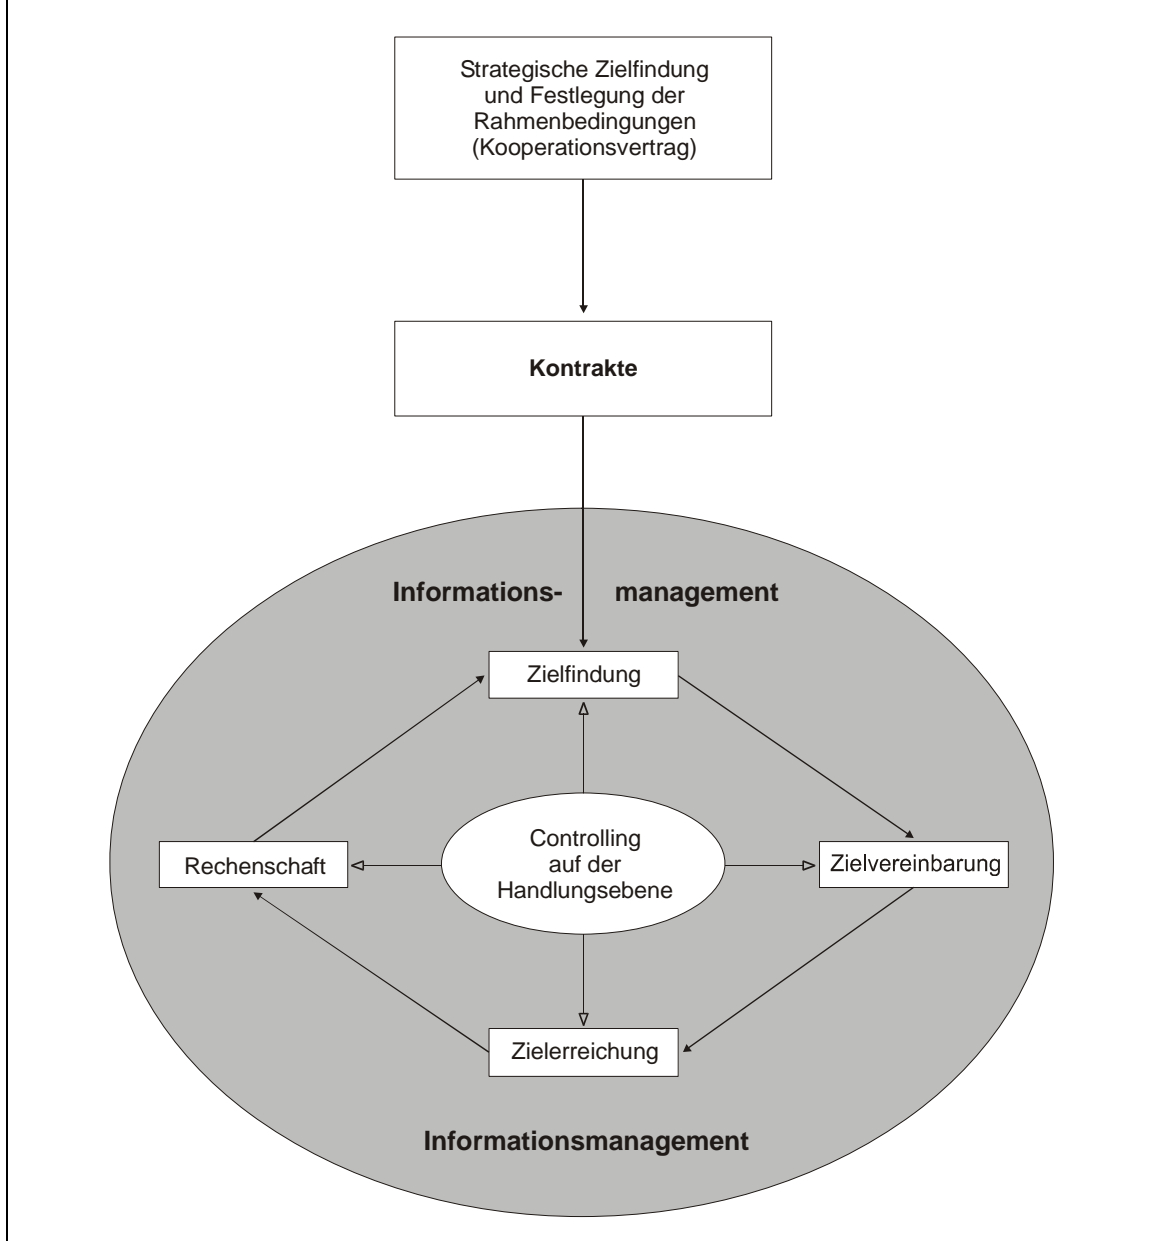 Strategische Zielfindung
und Festlegung der
Rahmenbedingungen
(Kooperationsvertrag)
Kontrakte
Informations- management
Zielfindung
Controlling
auf der
Handlungsebene
Rechenschaft
Zielvereinbarung
Zielerreichung
Informationsmanagement